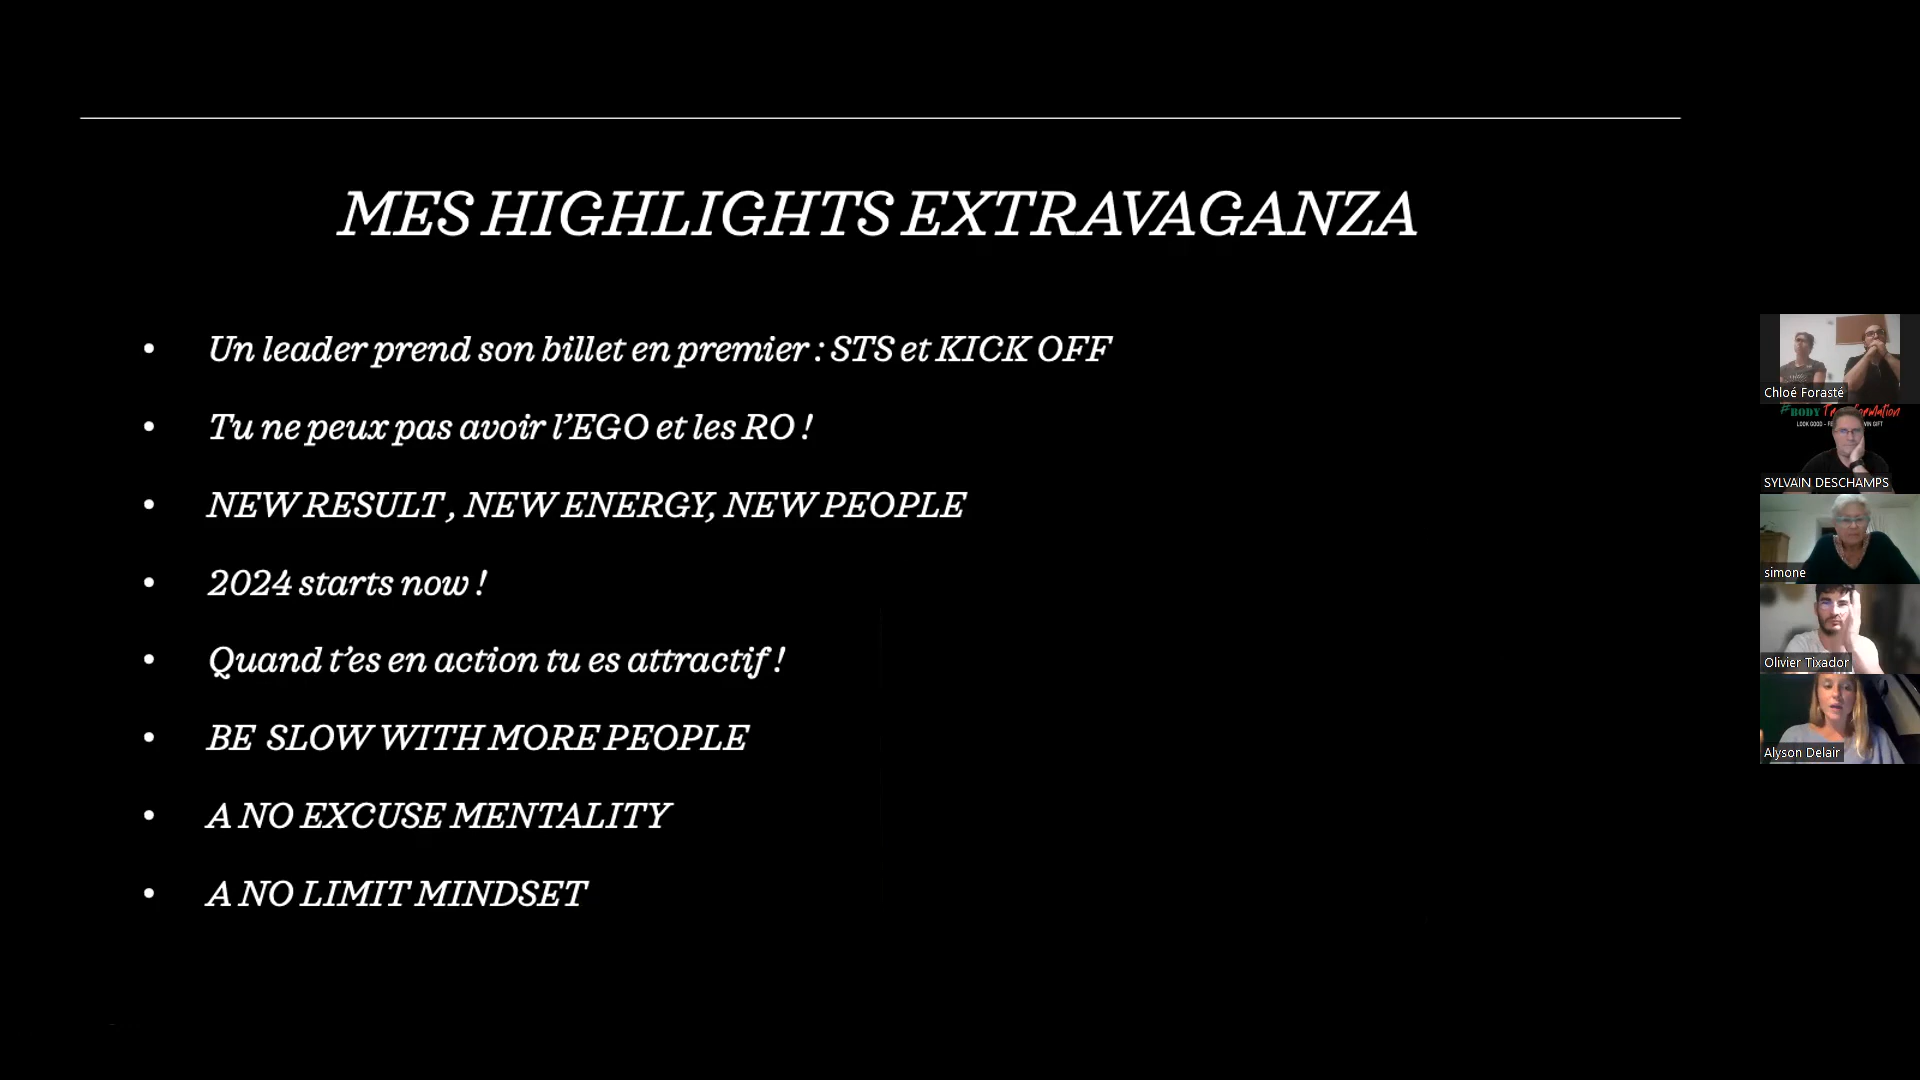 MES HIGHLIGHTS EXTRAVAGANZA
• Un leader prend son billet en premier : STS et KICK OFF
• Tu ne peux pas avoir l’EGO et les RO !
• NEW RESULT , NEW ENERGY, NEW PEOPLE
• 2024 starts now !
• Quand t’es en action tu es attractif !
• BE SLOW WITH MORE PEOPLE
• A NO EXCUSE MENTALITY
• A NO LIMIT MINDSET
Chloé Forasté
#BODY
LOOK GOOD -
SYLVAIN DESCHAMPS
simone
Olivier Tixador
Alyson Delair